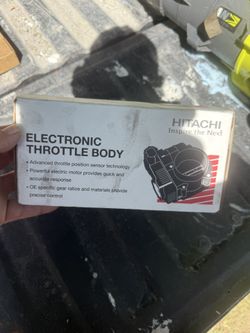 HITACHI
Inspire the Next
ELECTRONIC
THROTTLE BODY
• Advanced throttle position sensor technology
• Powerful electric motor provides quick and
accurate response
• OE specific gear ratios and materials provide
precise control